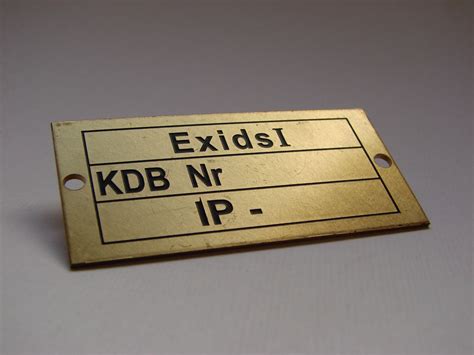 ExidsI
KDB Nr
IP -